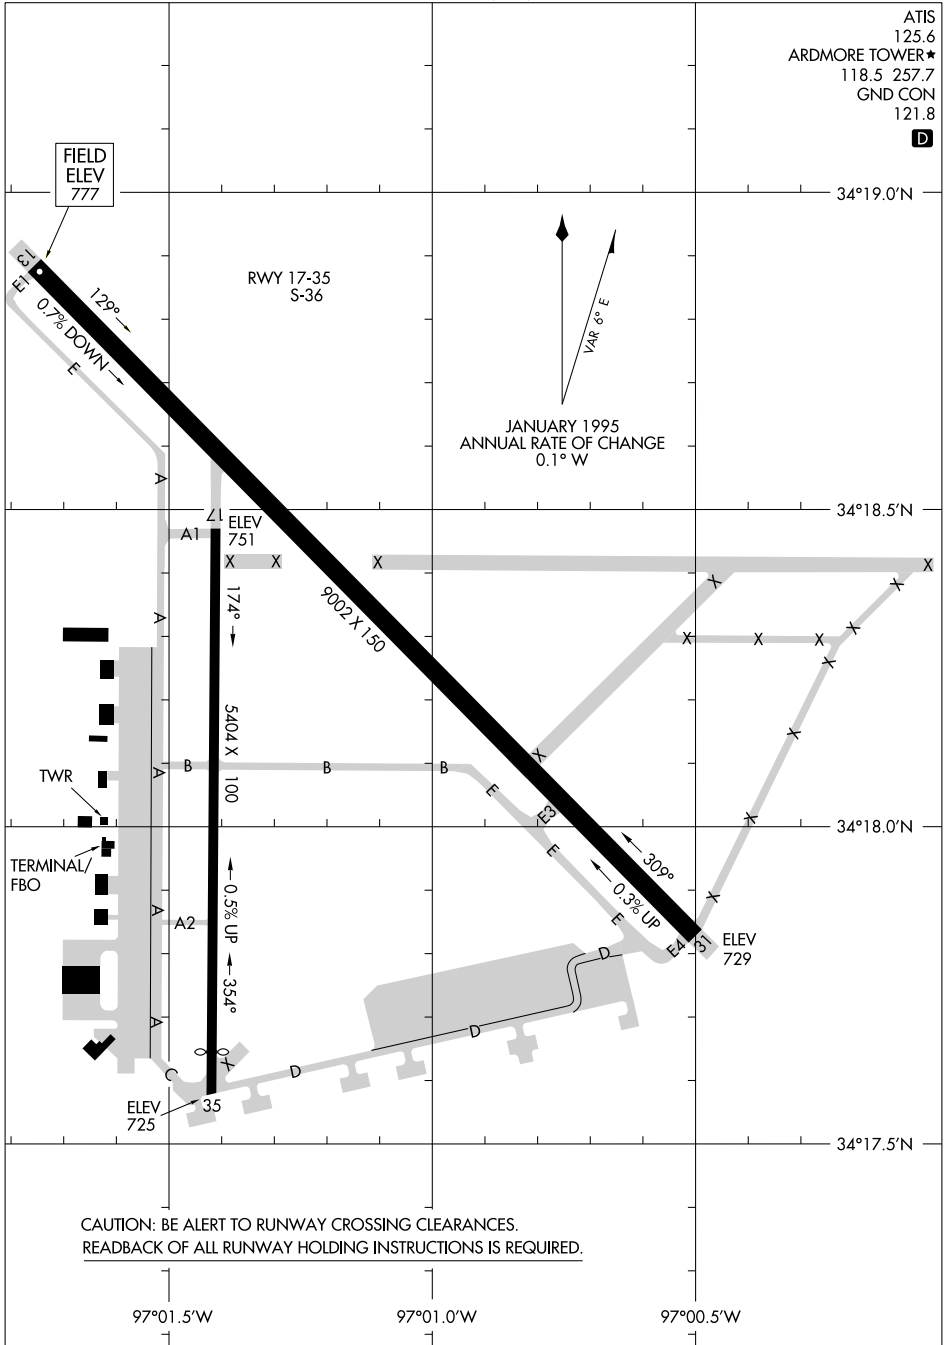 ATIS
125.6
ARDMORE TOWER★
118.5 257.7
GND CON
121.8
D
FIELD
ELEV
777
34°19.0'N
13
E1
129°
0.7% DOWN
E
RWY 17-35
S-36
VAR 6° E
JANUARY 1995
ANNUAL RATE OF CHANGE
0.1° W
A
34°18.5'N
17
ELEV
751
A1
X
X
X
X
174°
9002 X 150
X
X
A
X
X
X
X
X
5404 X 100
X
B
B
B
A
E
X
TWR
E3
X
34°18.0'N
TERMINAL/
FBO
E
309°
0.3% UP
X
0.5% UP
A
A2
E
E4
31
ELEV
729
D
354°
A
D
X
C
D
ELEV
725
35
34°17.5'N
CAUTION: BE ALERT TO RUNWAY CROSSING CLEARANCES.
READBACK OF ALL RUNWAY HOLDING INSTRUCTIONS IS REQUIRED.
97°01.5'W
97°01.0'W
97°00.5'W